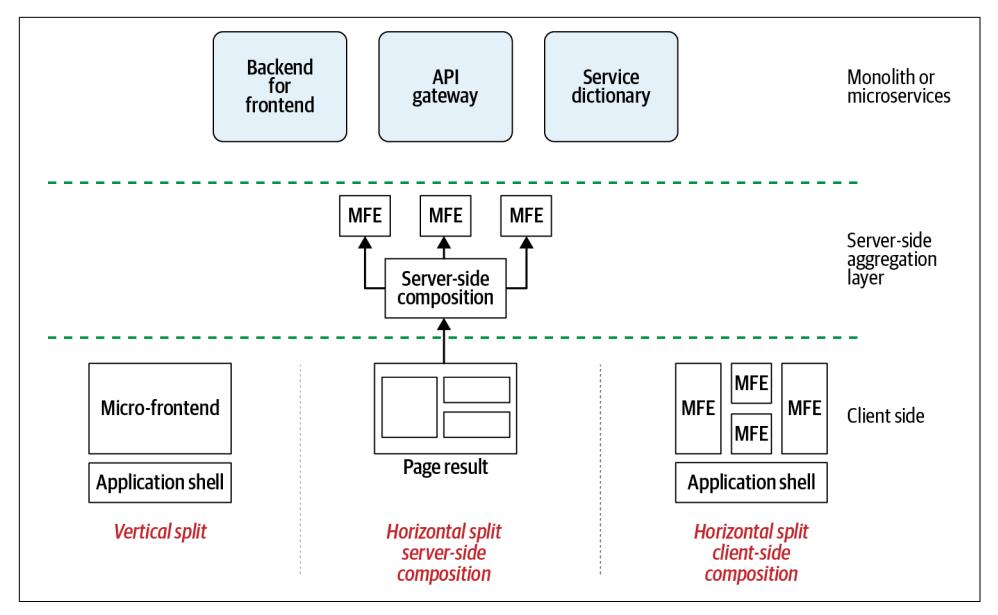 Backend
for
frontend
API
gateway
Service
dictionary
Monolith or
microservices
MFE
MFE
MFE
Server-side
composition
Server-side
aggregation
layer
Micro-frontend
Application shell
Vertical split
Page result
Horizontal split
server-side
composition
MFE
MFE
MFE
MFE
Application shell
Horizontal split
client-side
composition
Client side